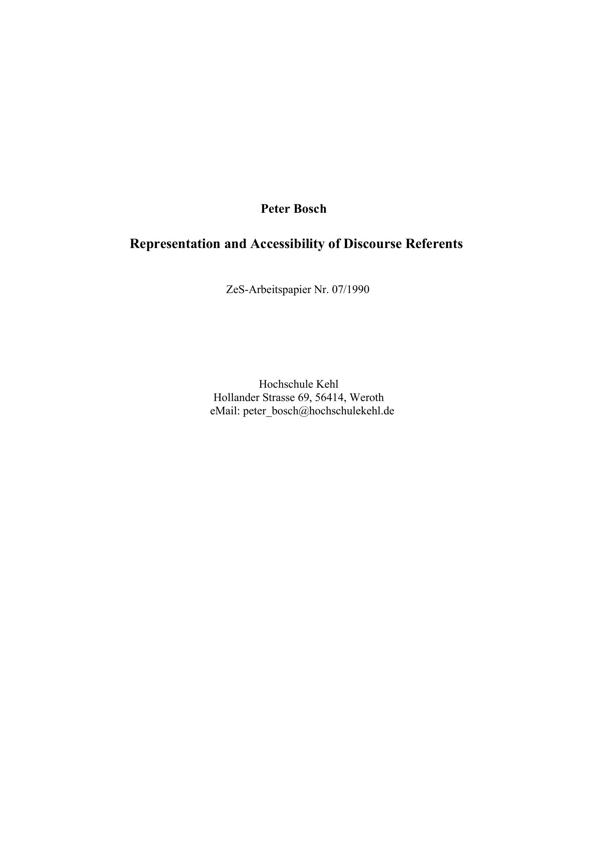 Peter Bosch
Representation and Accessibility of Discourse Referents
ZeS-Arbeitspapier Nr. 07/1990
Hochschule Kehl
Hollander Strasse 69, 56414, Weroth
eMail: peter_bosch@hochschulekehl.de